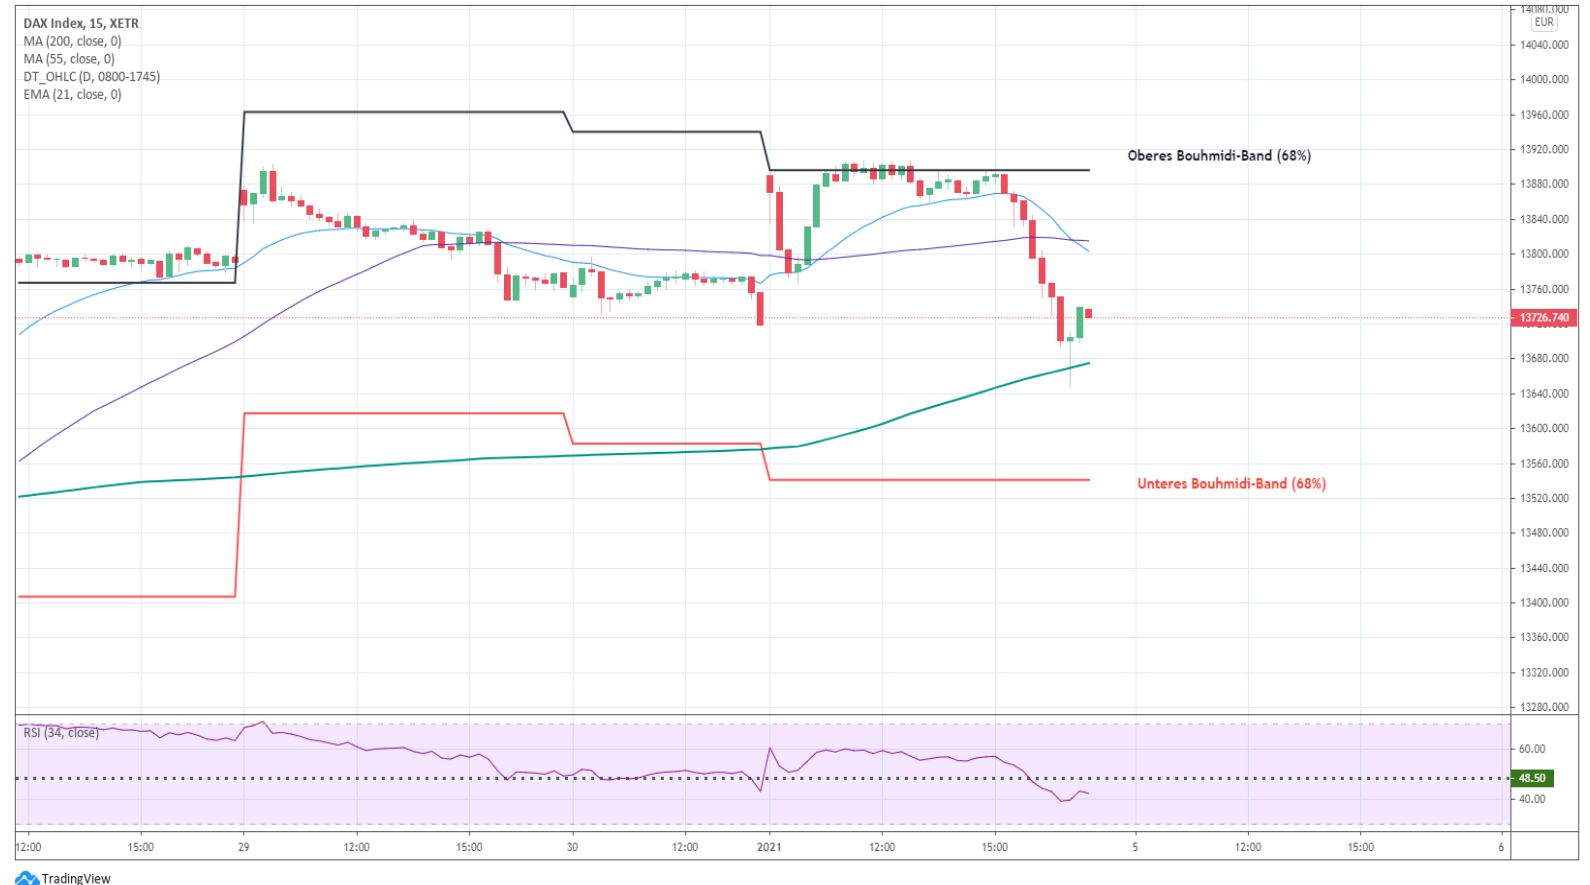 DAX Index, 15, XETR
MA (200, close, 0)
MA (55, close, 0)
DT_OHLC (D, 0800-1745)
EMA (21, close, 0)
Oberes Bouhmidi-Band (68%)
Unteres Bouhmidi-Band (68%)
14080.000
EUR
14040.000
14000.000
13960.000
13920.000
13880.000
13840.000
13800.000
13760.000
13726.740
13680.000
13640.000
13600.000
13560.000
13520.000
13480.000
13440.000
13400.000
13360.000
13320.000
13280.000
RSI (34, close)
60.00
48.50
40.00
12:00 15:00 29 12:00 15:00 30 12:00 2021 12:00 15:00 5 12:00 15:00 6
TradingView